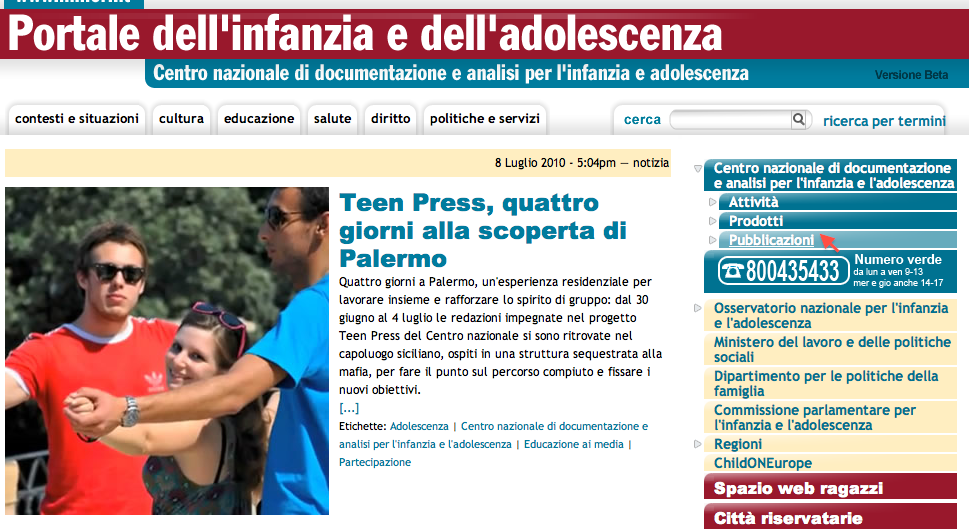 Portale dell'infanzia e dell'adolescenza
Centro nazionale di documentazione e analisi per l'infanzia e adolescenza
Versione Beta
contesti e situazioni
cultura
educazione
salute
diritto
politiche e servizi
cerca
ricerca per termini
8 Luglio 2010 - 5:04pm — notizia
Teen Press, quattro
giorni alla scoperta di
Palermo
Quattro giorni a Palermo, un'esperienza residenziale per
lavorare insieme e rafforzare lo spirito di gruppo: dal 30
giugno al 4 luglio le redazioni impegnate nel progetto
Teen Press del Centro nazionale si sono ritrovate nel
capoluogo siciliano, ospiti in una struttura sequestrata alla
mafia, per fare il punto sul percorso compiuto e fissare i
nuovi obiettivi.
[...]
Etichette: Adolescenza | Centro nazionale di documentazione e
analisi per l'infanzia e l'adolescenza | Educazione ai media |
Partecipazione
Centro nazionale di documentazione
e analisi per l'infanzia e l'adolescenza
Attività
Prodotti
Pubblicazioni
800435433
Numero verde
da lun a ven 9-13
mer e gio anche 14-17
Osservatorio nazionale per l'infanzia
e l'adolescenza
Ministero del lavoro e delle politiche
sociali
Dipartimento per le politiche della
famiglia
Commissione parlamentare per
l'infanzia e l'adolescenza
Regioni
ChildONEurope
Spazio web ragazzi
Città riservatarie